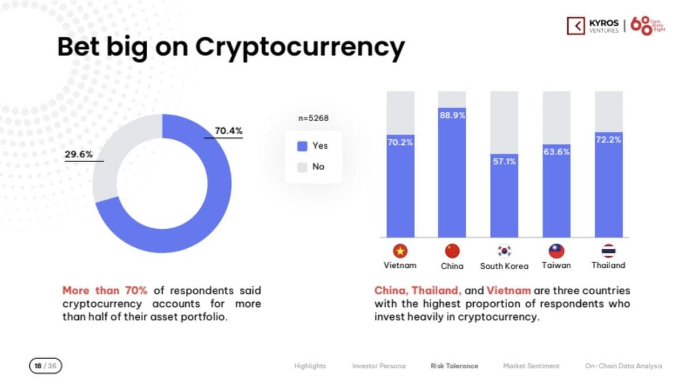 KYROS
VENTURES
Bet big on Cryptocurrency
n=5268
70.4%
29.6%
Yes
No
70.2%
88.9%
57.1%
63.6%
72.2%
Vietnam
China
South Korea
Taiwan
Thailand
More than 70% of respondents said
cryptocurrency accounts for more
than half of their asset portfolio.
China, Thailand, and Vietnam are three countries
with the highest proportion of respondents who
invest heavily in cryptocurrency.
18 / 36
Highlights
Investor Persona
Risk Tolerance
Market Sentiment
On-Chain Data Analysis